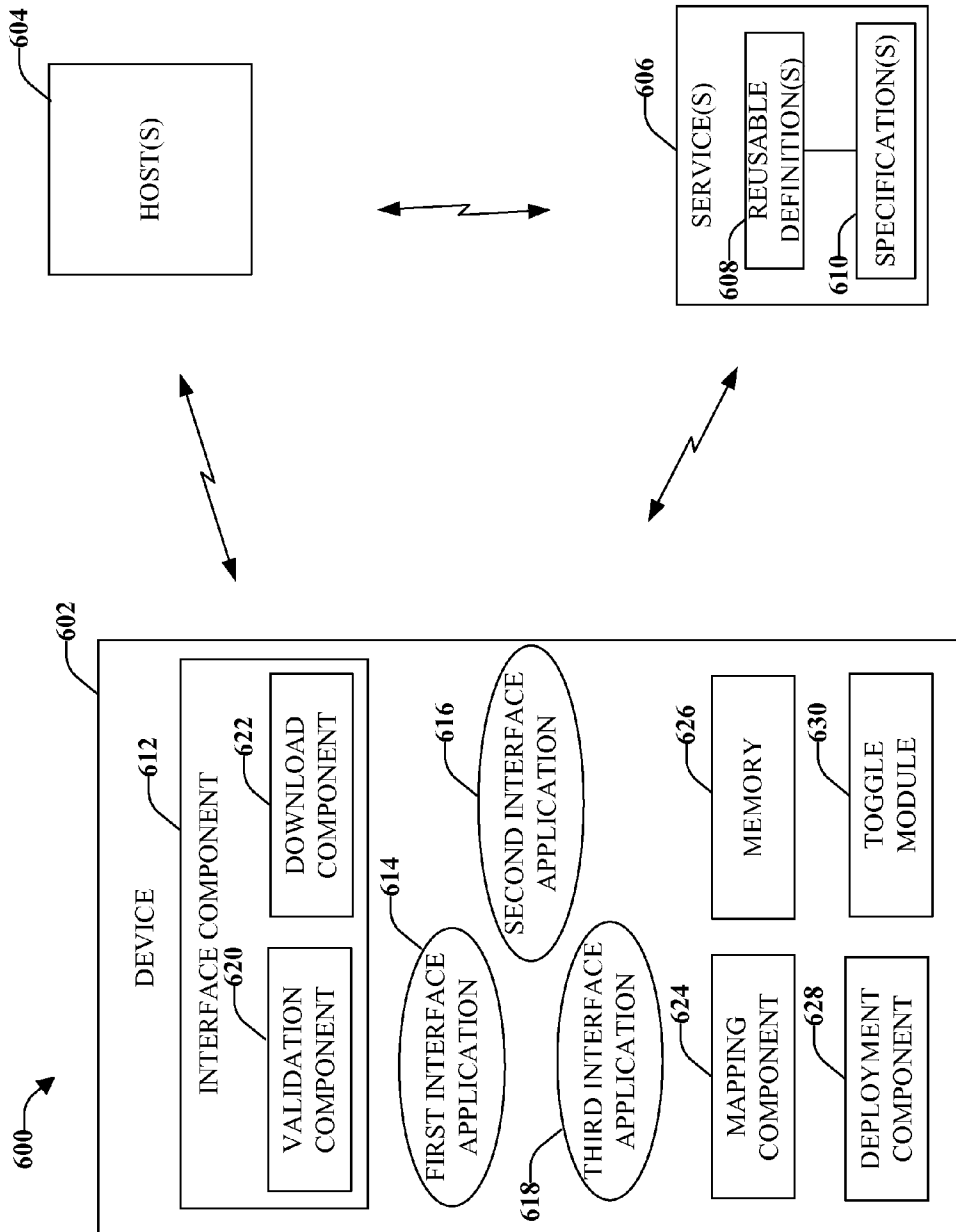 600
602
DEVICE
612
INTERFACE COMPONENT
620
622
VALIDATION
COMPONENT
DOWNLOAD
COMPONENT
614
FIRST INTERFACE
APPLICATION
616
SECOND INTERFACE
APPLICATION
618
THIRD INTERFACE
APPLICATION
624
MAPPING
COMPONENT
626
MEMORY
628
DEPLOYMENT
COMPONENT
630
TOGGLE
MODULE
604
HOST(S)
606
SERVICE(S)
608
REUSABLE
DEFINITION(S)
610
SPECIFICATION(S)